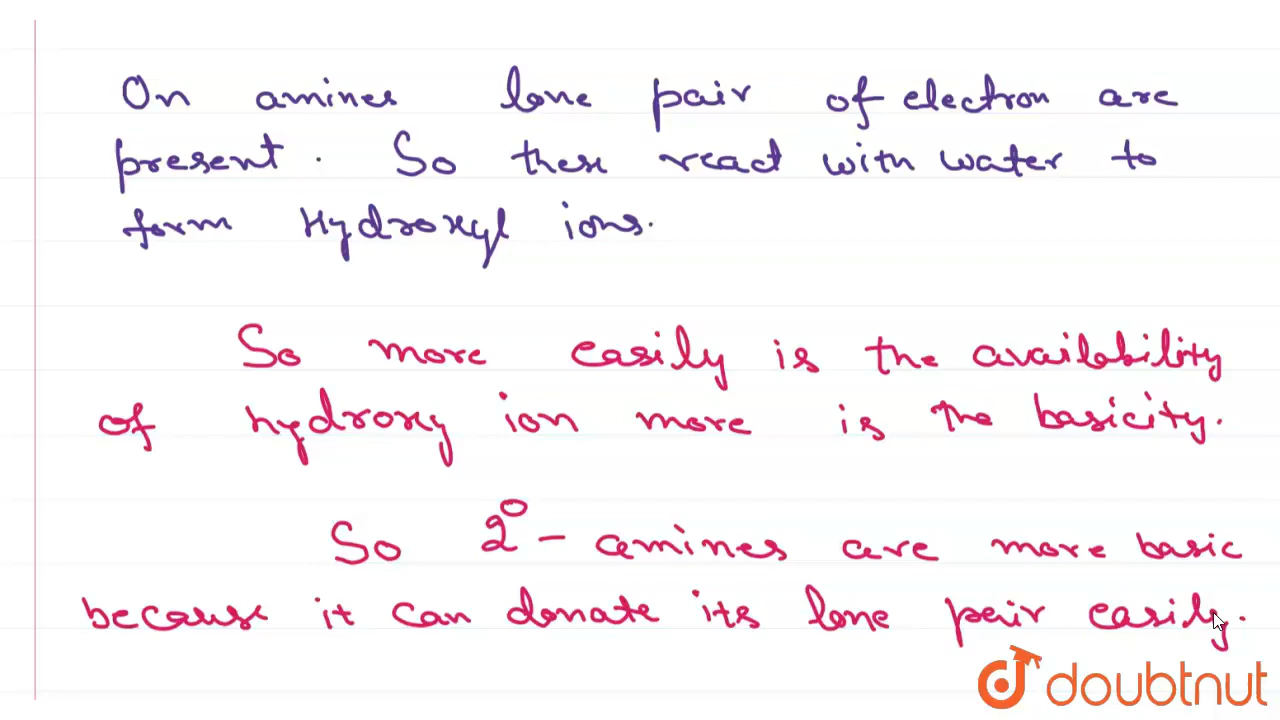 On amines lone pair of electron are
present. So these react with water to
form Hydroxyl ions.
So more easily is the availability
of hydroxy ion more is the basicity.
So 2° - amines are more basic
because it can donate its lone pair easily.
doubtnut